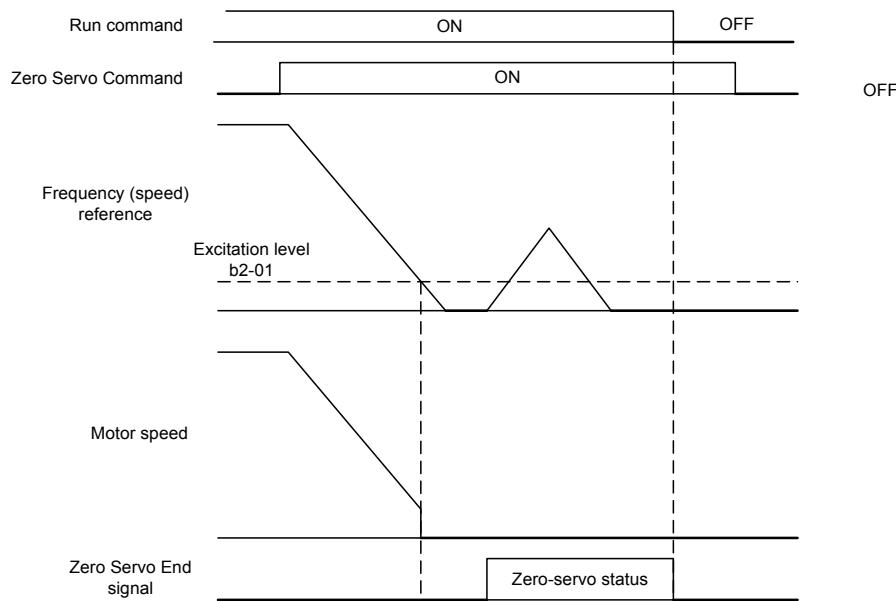 Run command
ON
OFF
Zero Servo Command
ON
OFF
Frequency (speed)
reference
Excitation level
b2-01
Motor speed
Zero Servo End
signal
Zero-servo status